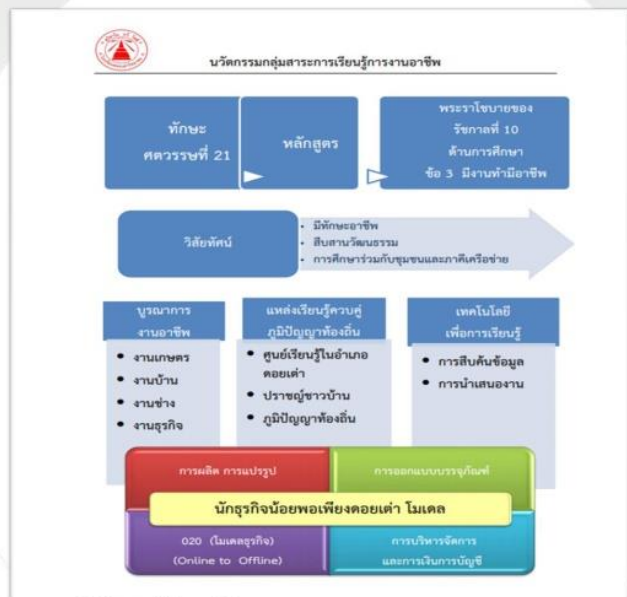 นวัตกรรมกลุ่มสาระการเรียนรู้การงานอาชีพ
ทักษะ
ศตวรรษที่ 21
หลักสูตร
พระราโชบายของ
รัชกาลที่ 10
ด้านการศึกษา
ข้อ 3 มีงานทำมีอาชีพ
วิสัยทัศน์
• มีทักษะอาชีพ
• สืบสานวัฒนธรรม
• การศึกษาร่วมกับชุมชนและภาคีเครือข่าย
บูรณาการ
งานอาชีพ
• งานเกษตร
• งานบ้าน
• งานช่าง
• งานธุรกิจ
แหล่งเรียนรู้ควบคู่
ภูมิปัญญาท้องถิ่น
• ศูนย์เรียนรู้ในอำเภอ
ดอยเต่า
• ปราชญ์ชาวบ้าน
• ภูมิปัญญาท้องถิ่น
เทคโนโลยี
เพื่อการเรียนรู้
• การสืบค้นข้อมูล
• การนำเสนองาน
การผลิต การแปรรูป
การออกแบบบรรจุภัณฑ์
นักธุรกิจน้อยพอเพียงดอยเต่า โมเดล
O2O (โมเดลธุรกิจ)
(Online to Offline)
การบริหารจัดการ
และการเงินการบัญชี